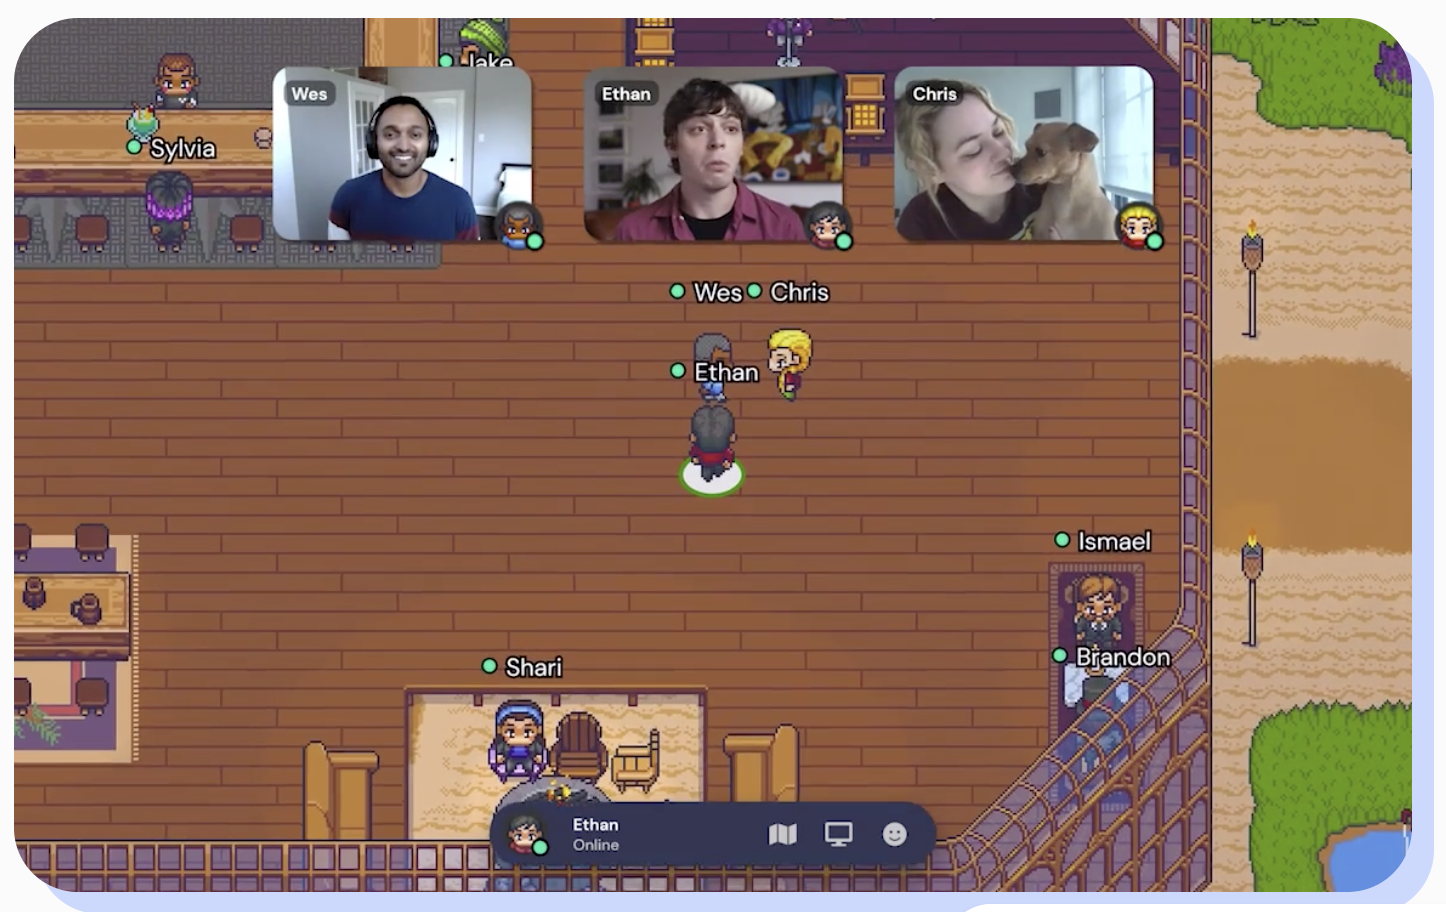 Jake
Wes
Ethan
Chris
Sylvia
Wes
Chris
Ethan
Ismael
Shari
Brandon
Ethan
Online